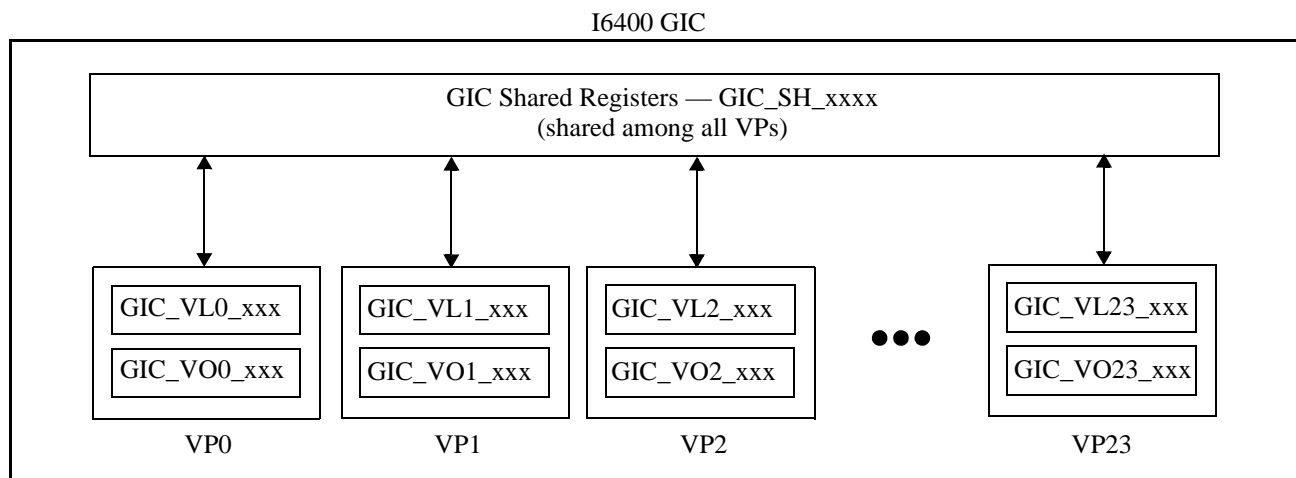 I6400 GIC
GIC Shared Registers — GIC_SH_xxxx
(shared among all VPs)
GIC_VL0_xxx
GIC_VO0_xxx
VP0
GIC_VL1_xxx
GIC_VO1_xxx
VP1
GIC_VL2_xxx
GIC_VO2_xxx
VP2
GIC_VL23_xxx
GIC_VO23_xxx
VP23